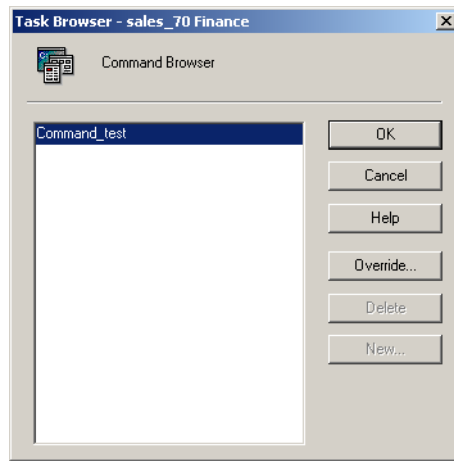 Task Browser - sales_70 Finance
Command Browser
Command_test
OK
Cancel
Help
Override...
Delete
New...